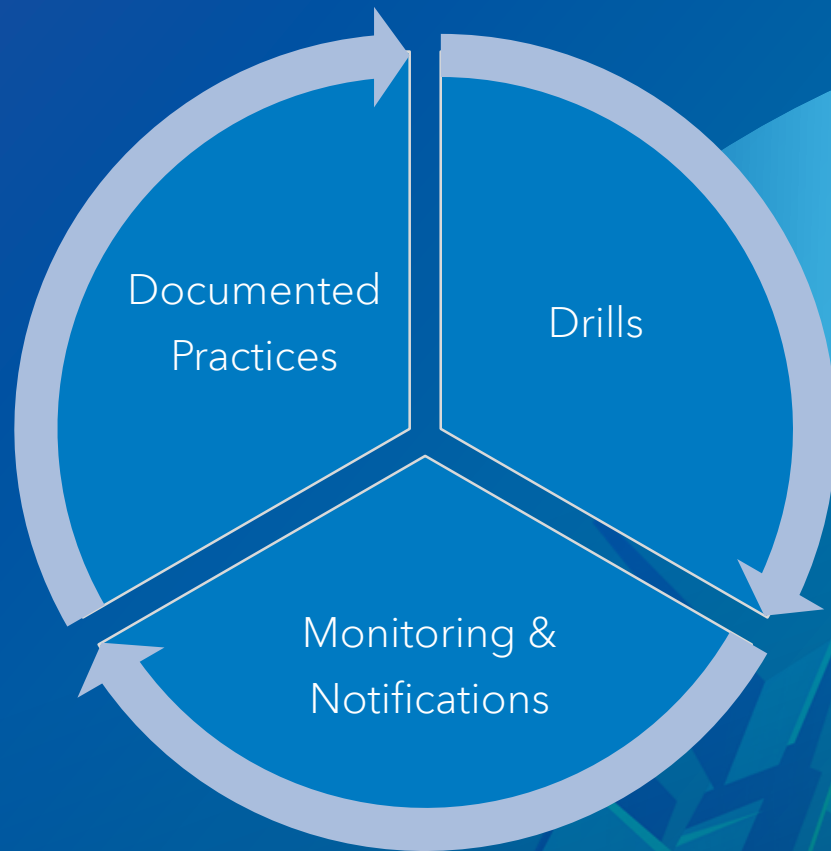 Documented
Practices
Drills
Monitoring &
Notifications